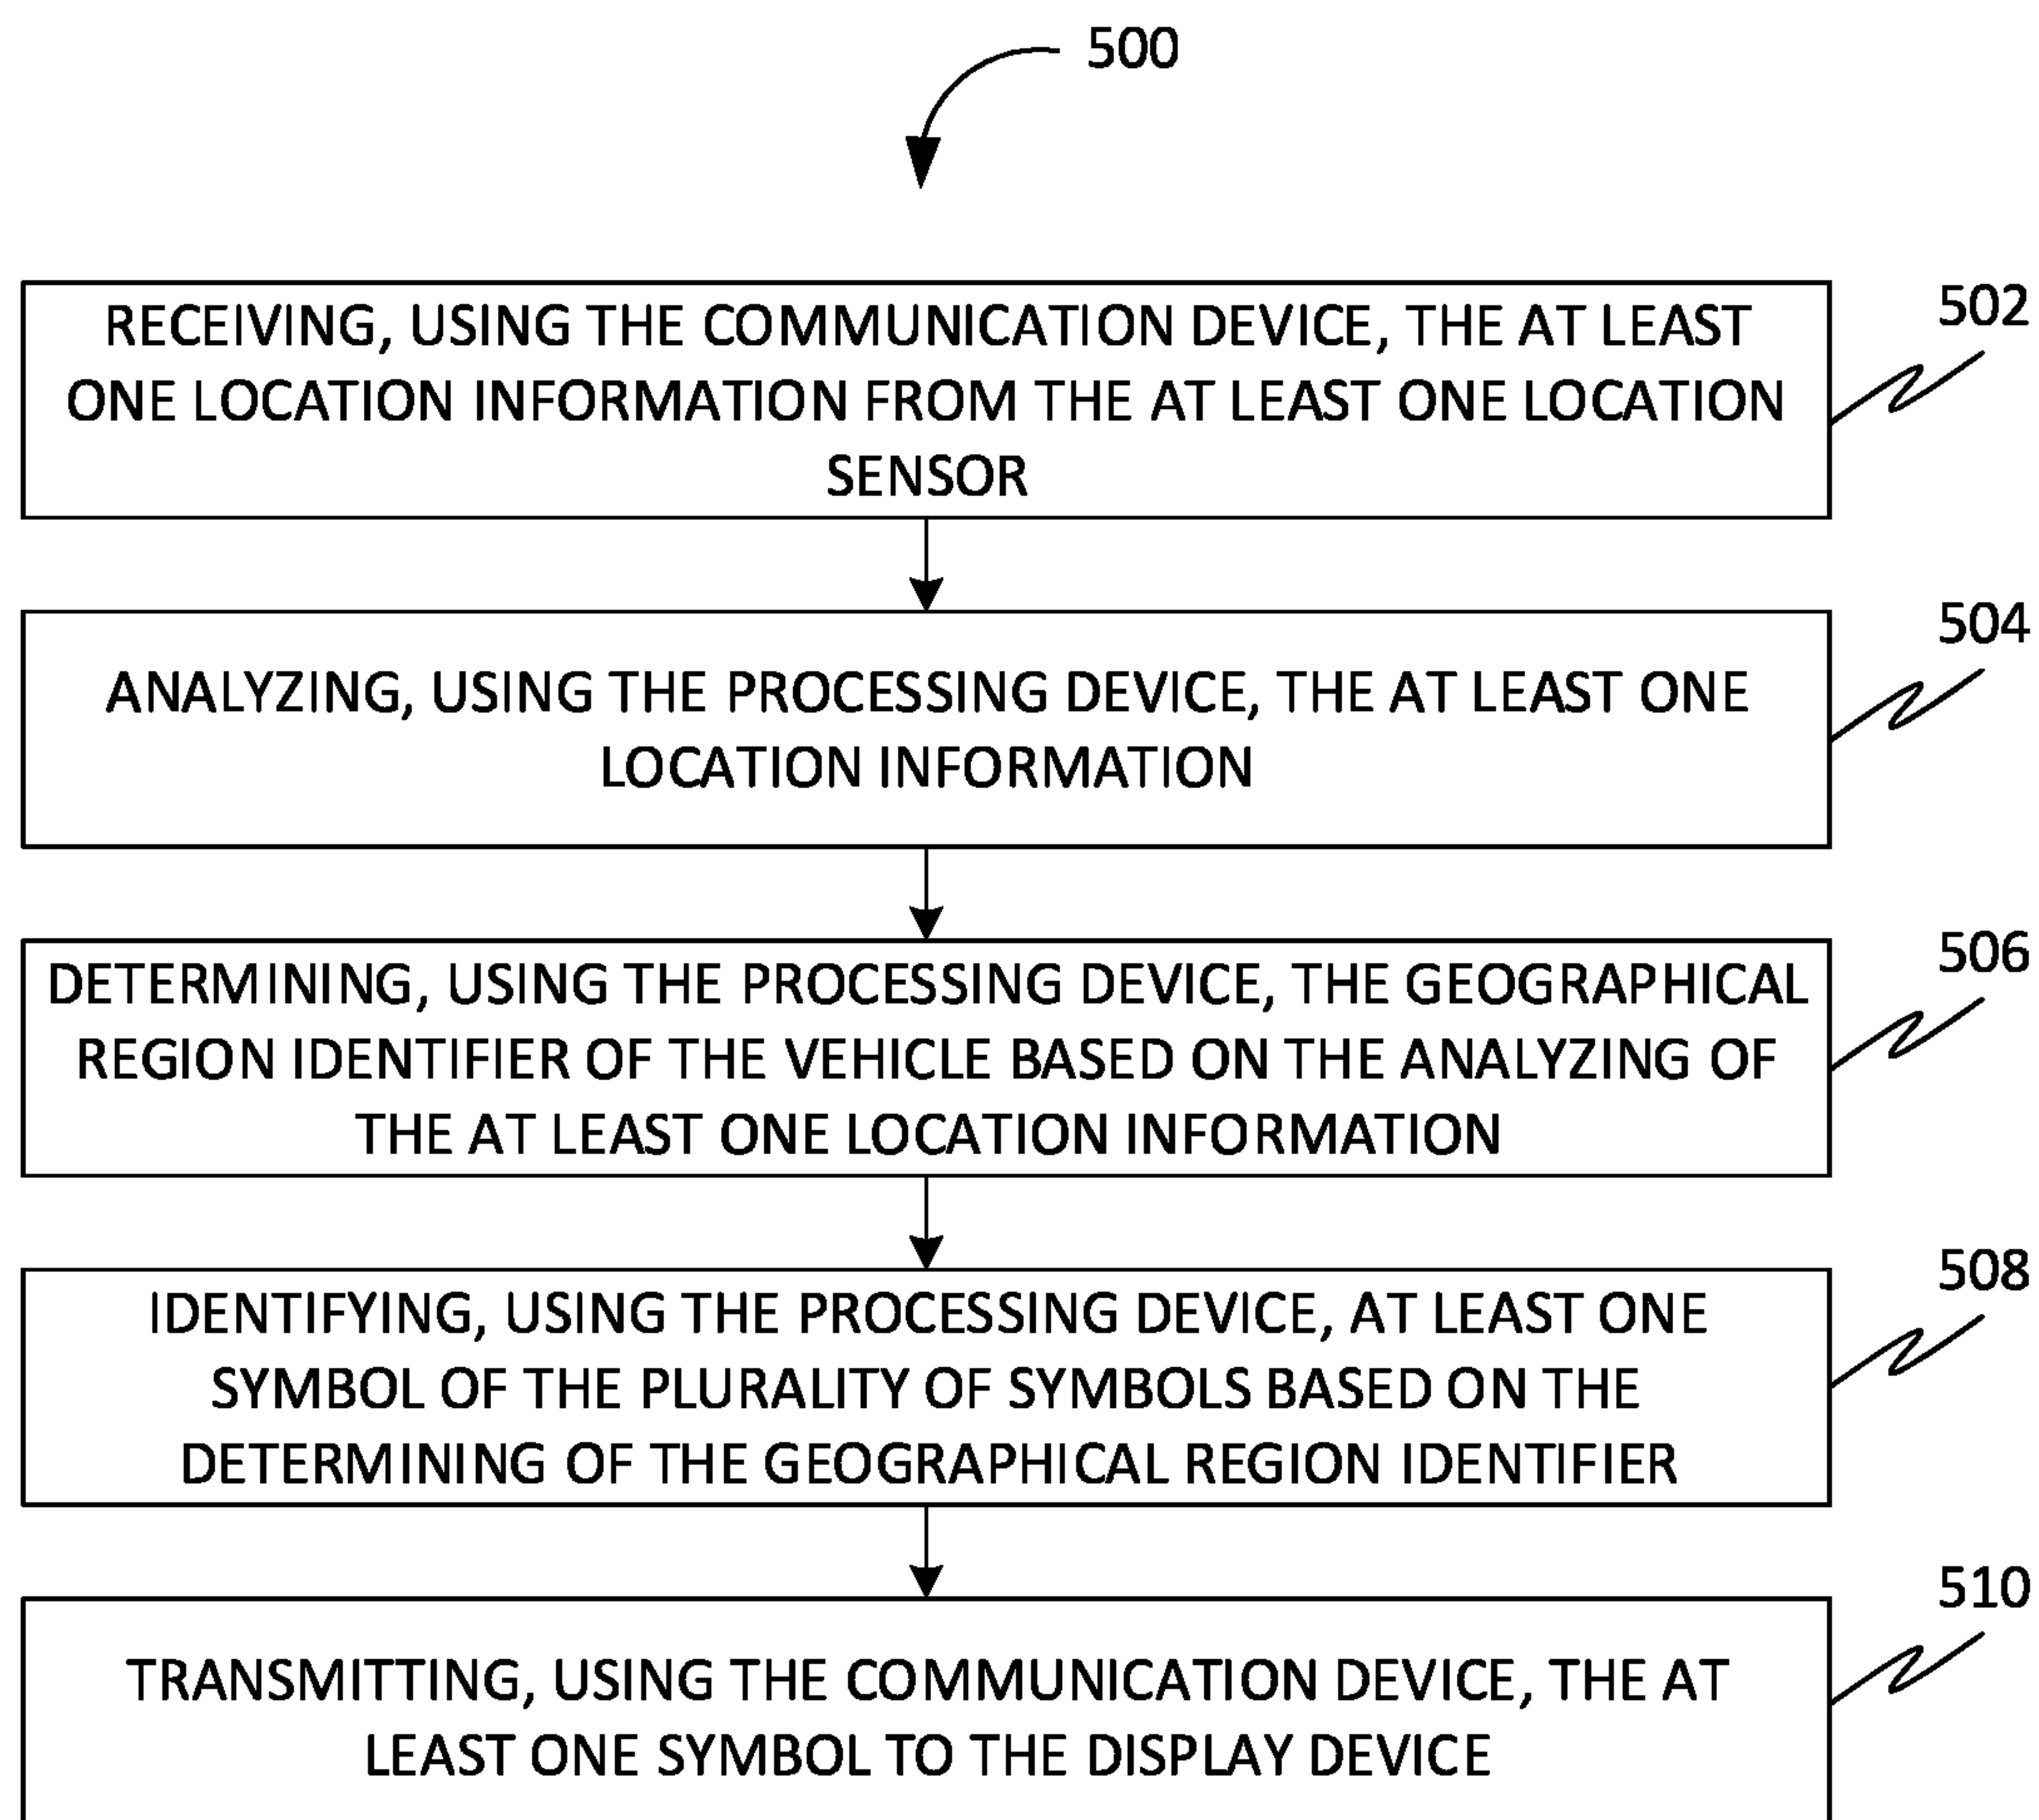 500
RECEIVING, USING THE COMMUNICATION DEVICE, THE AT LEAST
ONE LOCATION INFORMATION FROM THE AT LEAST ONE LOCATION
SENSOR
502
ANALYZING, USING THE PROCESSING DEVICE, THE AT LEAST ONE
LOCATION INFORMATION
504
DETERMINING, USING THE PROCESSING DEVICE, THE GEOGRAPHICAL
REGION IDENTIFIER OF THE VEHICLE BASED ON THE ANALYZING OF
THE AT LEAST ONE LOCATION INFORMATION
506
IDENTIFYING, USING THE PROCESSING DEVICE, AT LEAST ONE
SYMBOL OF THE PLURALITY OF SYMBOLS BASED ON THE
DETERMINING OF THE GEOGRAPHICAL REGION IDENTIFIER
508
TRANSMITTING, USING THE COMMUNICATION DEVICE, THE AT
LEAST ONE SYMBOL TO THE DISPLAY DEVICE
510